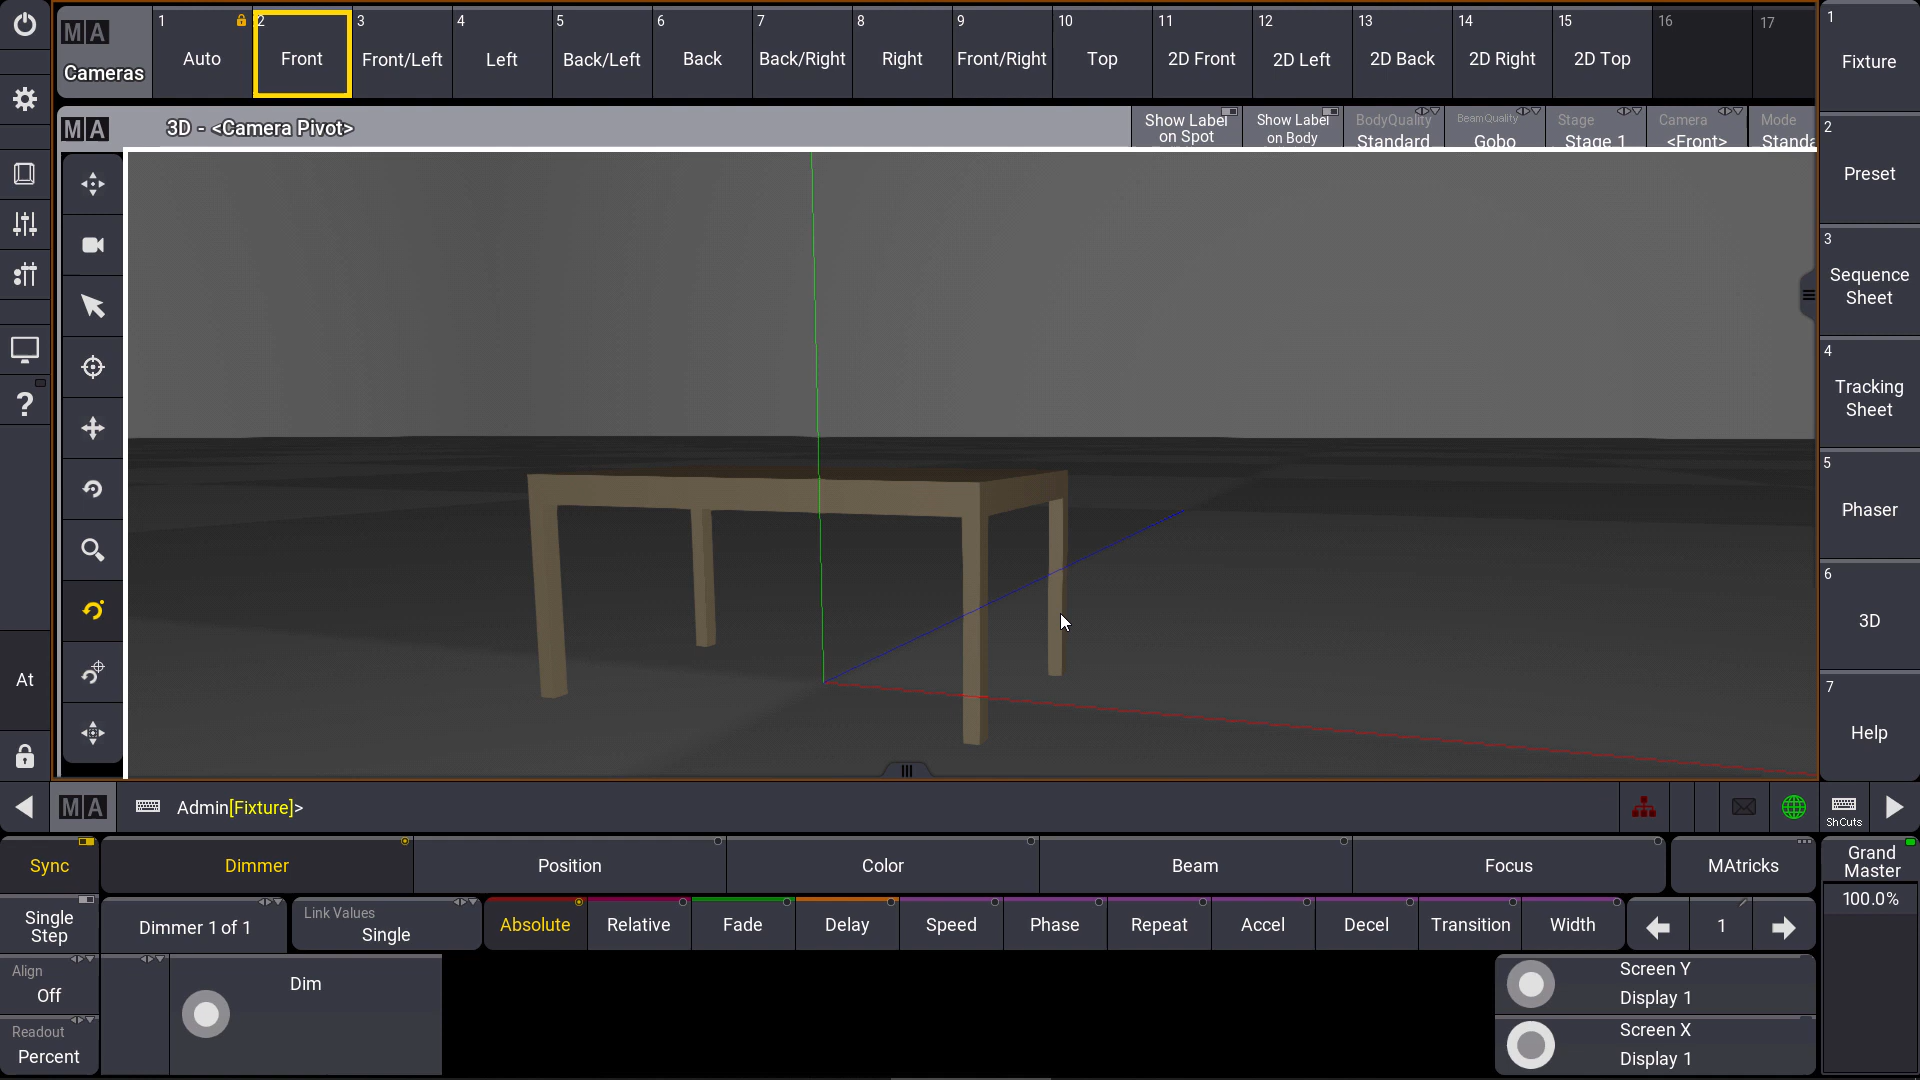 MA
Cameras
1
Auto
2
Front
3
Front/Left
4
Left
5
Back/Left
6
Back
7
Back/Right
8
Right
9
Front/Right
10
Top
11
2D Front
12
2D Left
13
2D Back
14
2D Right
15
2D Top
16
17
MA
3D - <Camera Pivot>
Show Label
on Spot
Show Label
on Body
BodyQuality
Standard
BeamQuality
Gobo
Stage
Stage 1
Camera
<Front>
Mode
Standa
1
Fixture
2
Preset
3
Sequence
Sheet
4
Tracking
Sheet
5
Phaser
6
3D
7
Help
?
At
MA
Admin[Fixture]>
ShCuts
Sync
Dimmer
Position
Color
Beam
Focus
MAtricks
Grand
Master
100.0%
Single
Step
Dimmer 1 of 1
Link Values
Single
Absolute
Relative
Fade
Delay
Speed
Phase
Repeat
Accel
Decel
Transition
Width
1
Align
Off
Readout
Percent
Dim
Screen Y
Display 1
Screen X
Display 1